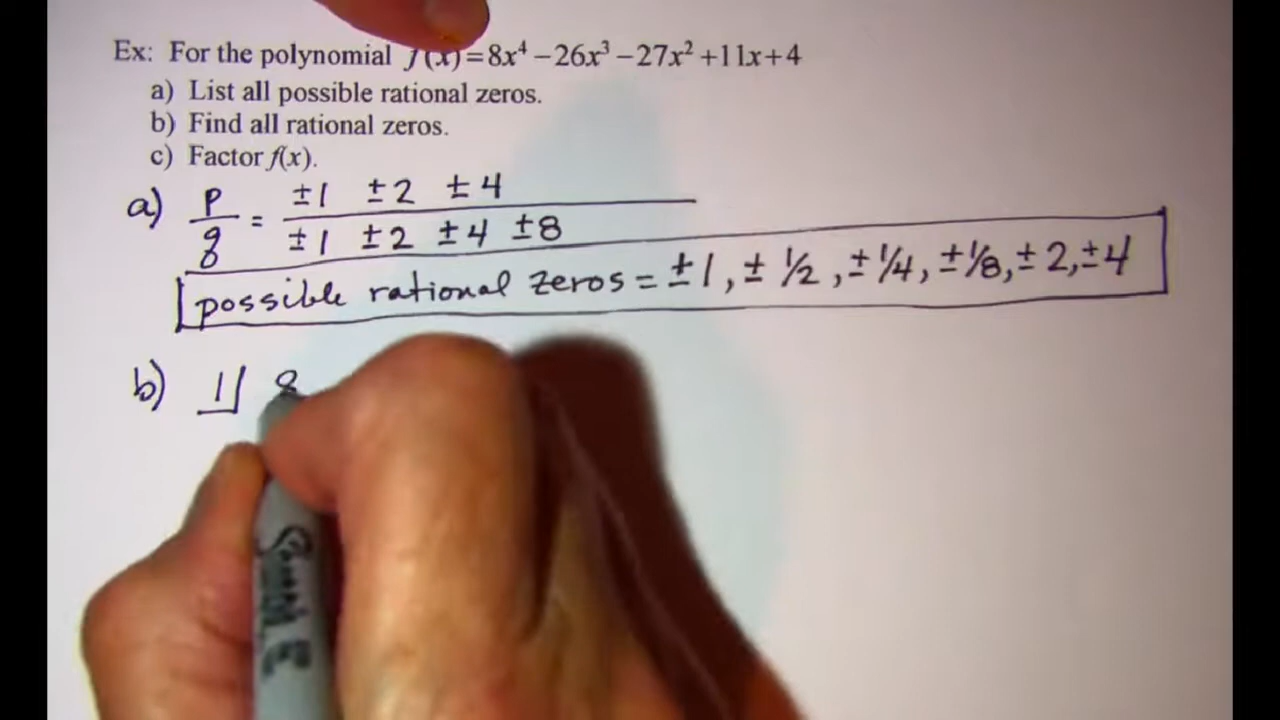 Ex: For the polynomial f(x)=8x⁴−26x³−27x²+11x+4
a) List all possible rational zeros.
b) Find all rational zeros.
c) Factor f(x).
a) p/q = ±1 ±2 ±4 / ±1 ±2 ±4 ±8
possible rational zeros = ±1, ± 1/2, ± 1/4, ± 1/8, ± 2, ± 4
b) 1 8